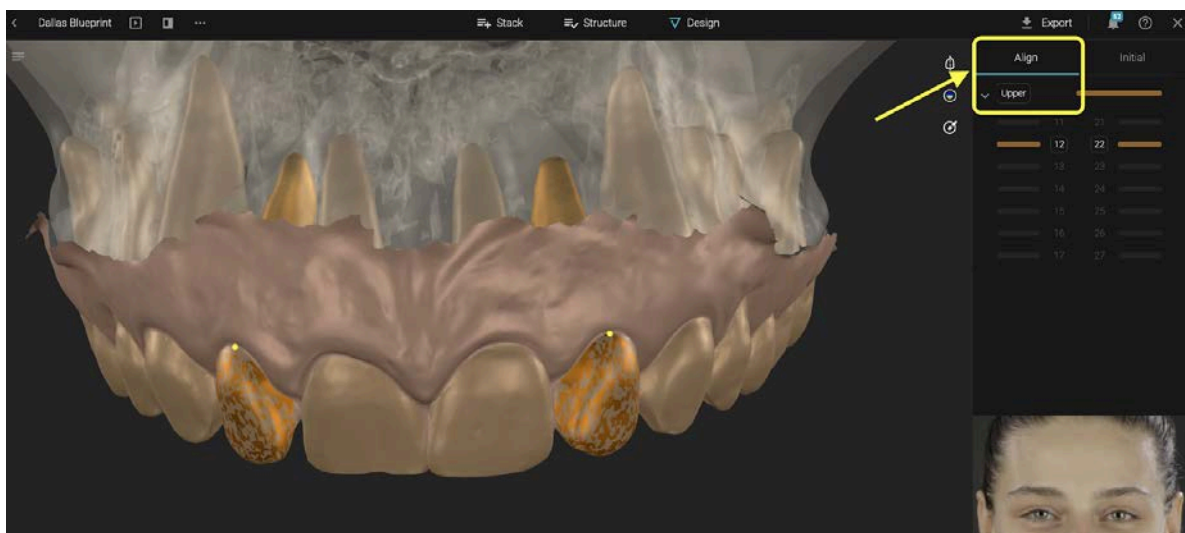 Dallas Blueprint
Stack
Structure
Design
Export
Align
Initial
Upper
11 21
12 22
13 23
14 24
15 25
16 26
17 27